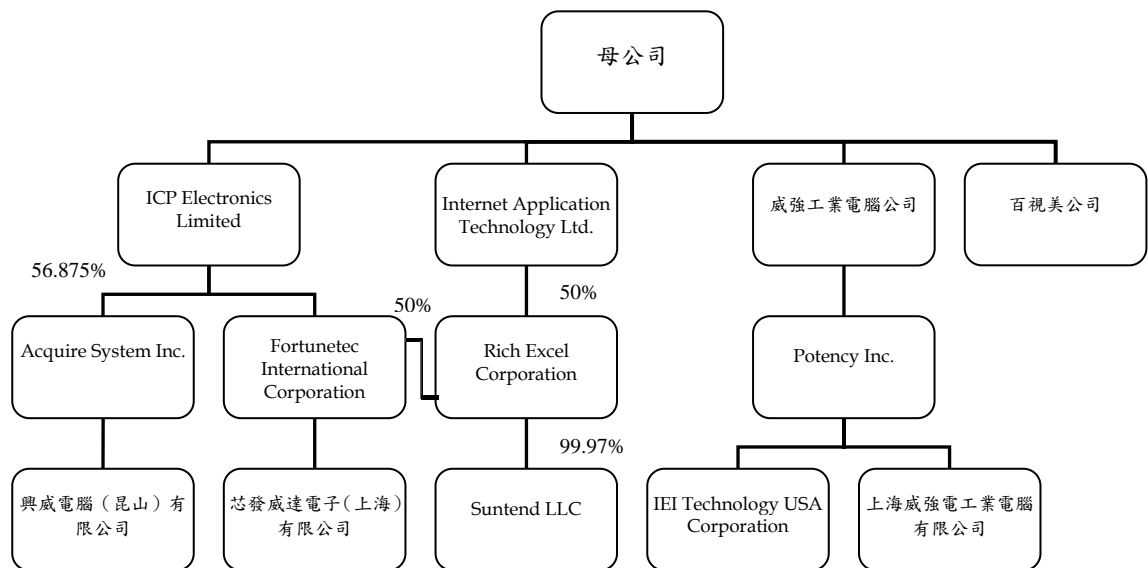 母公司
ICP Electronics
Limited
Internet Application
Technology Ltd.
威強工業電腦公司
百視美公司
56.875%
50%
50%
Acquire System Inc.
Fortunetec
International
Corporation
Rich Excel
Corporation
Potency Inc.
99.97%
興威電腦（昆山）有
限公司
芯發威達電子（上海）
有限公司
Suntend LLC
IEI Technology USA
Corporation
上海威強電工業電腦
有限公司